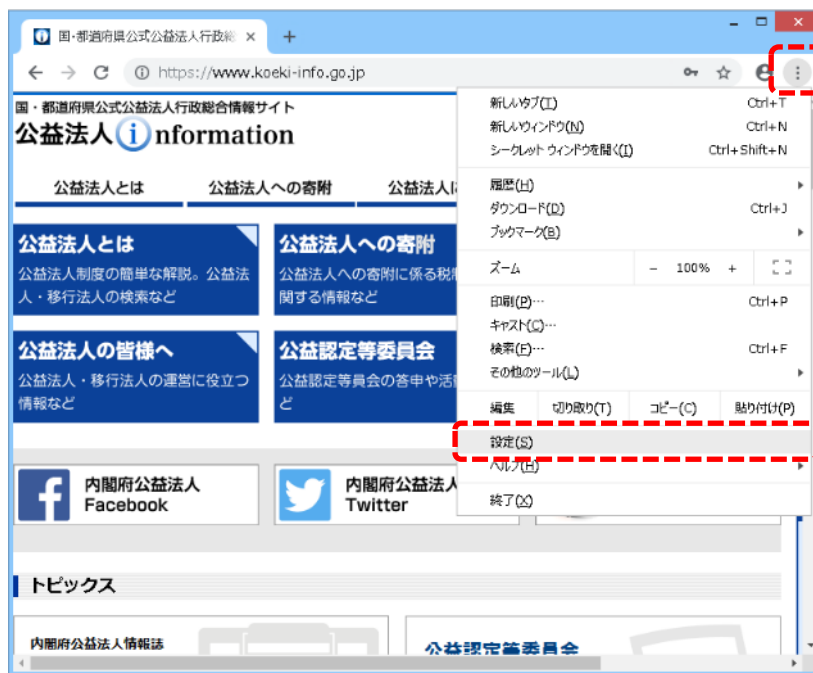 国・都道府県公式公益法人行政総
https://www.koeki-info.go.jp
国・都道府県公式公益法人行政総合情報サイト
公益法人 information
公益法人とは
公益法人への寄附
公益法人に
公益法人とは
公益法人制度の簡単な解説。公益法
人・移行法人の検索など
公益法人への寄附
公益法人への寄附に係る税
関する情報など
公益法人の皆様へ
公益法人・移行法人の運営に役立つ
情報など
公益認定等委員会
公益認定等委員会の答申や活
ど
内閣府公益法人
Facebook
内閣府公益法人
Twitter
トピックス
内閣府公益法人情報誌
公益認定等委員会
新しいタブ(T) Ctrl+T
新しいウィンドウ(N) Ctrl+N
シークレット ウィンドウを開く(I) Ctrl+Shift+N
履歴(H)
ダウンロード(D) Ctrl+J
ブックマーク(B)
ズーム - 100% +
印刷(P)… Ctrl+P
キャスト(C)…
検索(F)… Ctrl+F
その他のツール(L)
編集 切り取り(T) コピー(C) 貼り付け(P)
設定(S)
ヘルプ(H)
終了(X)